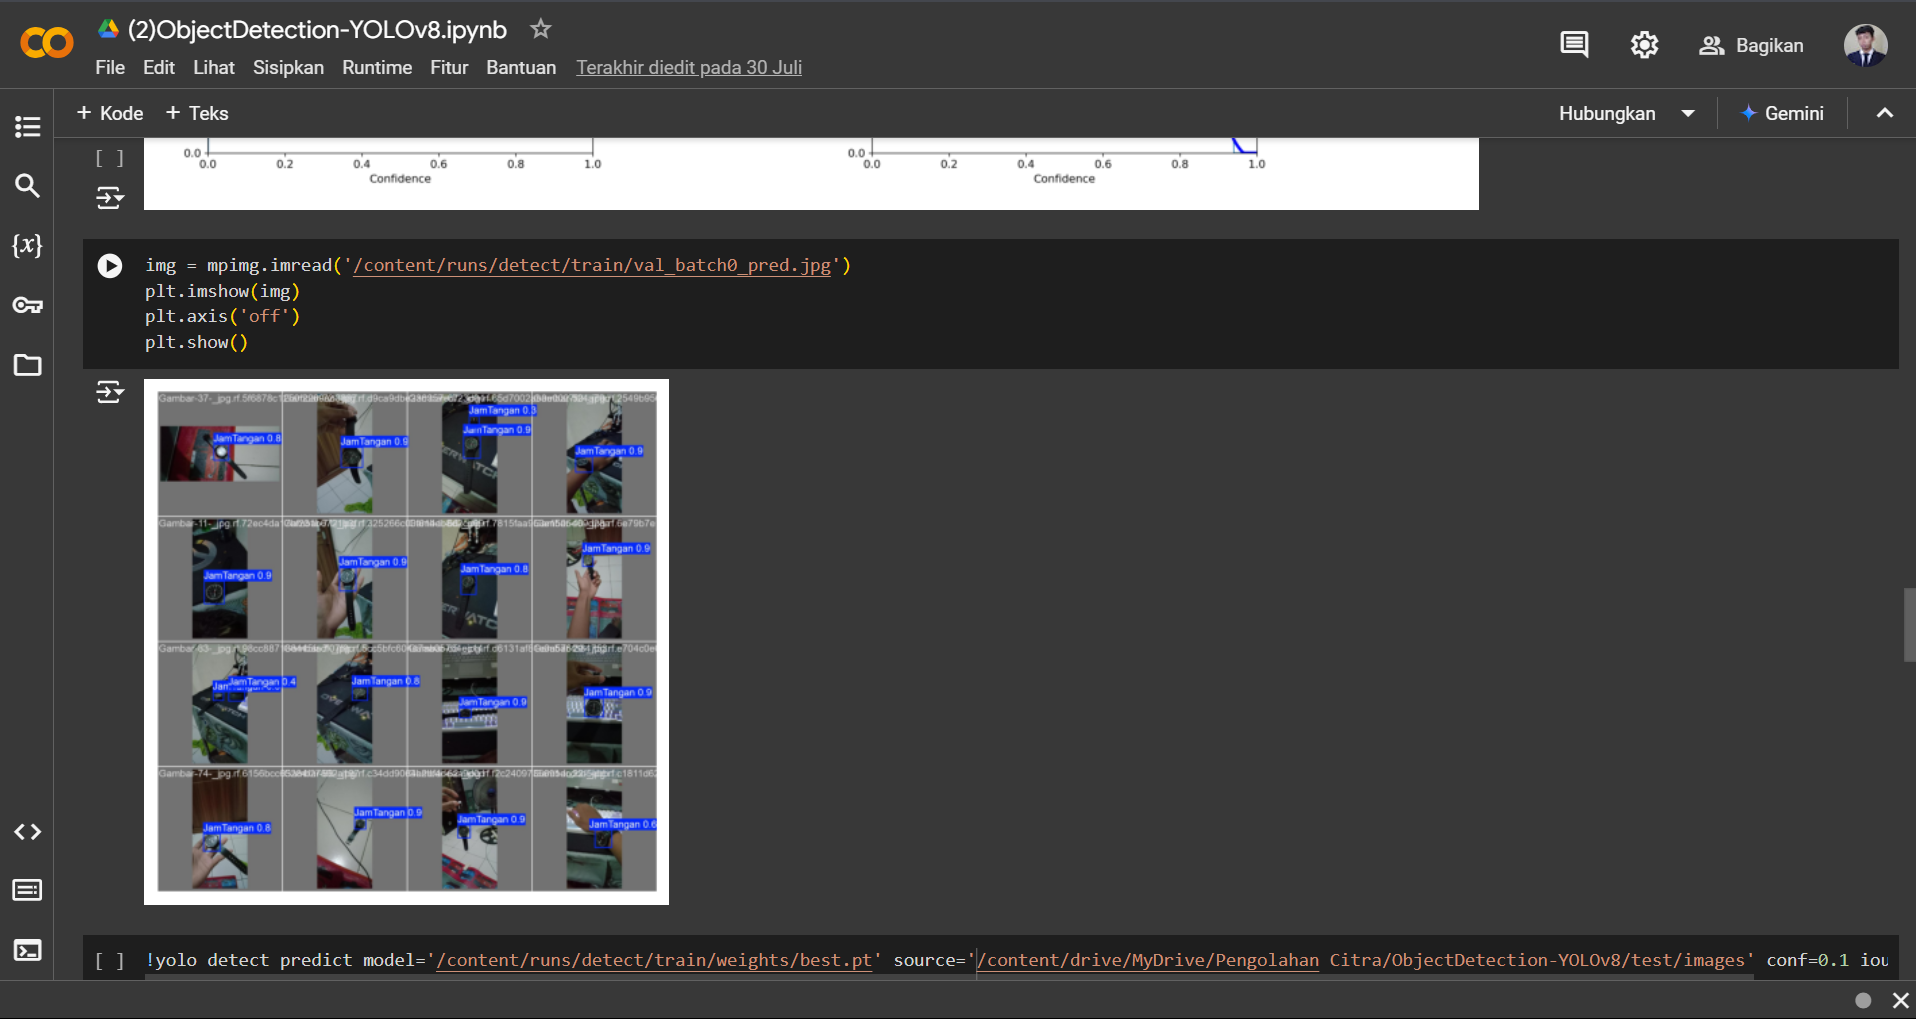 (2)ObjectDetection-YOLOv8.ipynb
File Edit Lihat Sisipkan Runtime Fitur Bantuan Terakhir diedit pada 30 Juli
Bagikan
+ Kode + Teks
Hubungkan
Gemini
[ ]
0.0
0.0 0.2 0.4 0.6 0.8 1.0
Confidence
0.0
0.0 0.2 0.4 0.6 0.8 1.0
Confidence
img = mpimg.imread('/content/runs/detect/train/val_batch0_pred.jpg')
plt.imshow(img)
plt.axis('off')
plt.show()
JamTangan 0.8
JamTangan 0.9
JamTangan 0.3
JamTangan 0.9
JamTangan 0.9
JamTangan 0.9
JamTangan 0.9
JamTangan 0.8
JamTangan 0.9
JamTangan 0.4
JamTangan 0.8
JamTangan 0.9
JamTangan 0.9
JamTangan 0.8
JamTangan 0.9
JamTangan 0.9
JamTangan 0.6
[ ] !yolo detect predict model='/content/runs/detect/train/weights/best.pt' source='/content/drive/MyDrive/Pengolahan Citra/ObjectDetection-YOLOv8/test/images' conf=0.1 iou